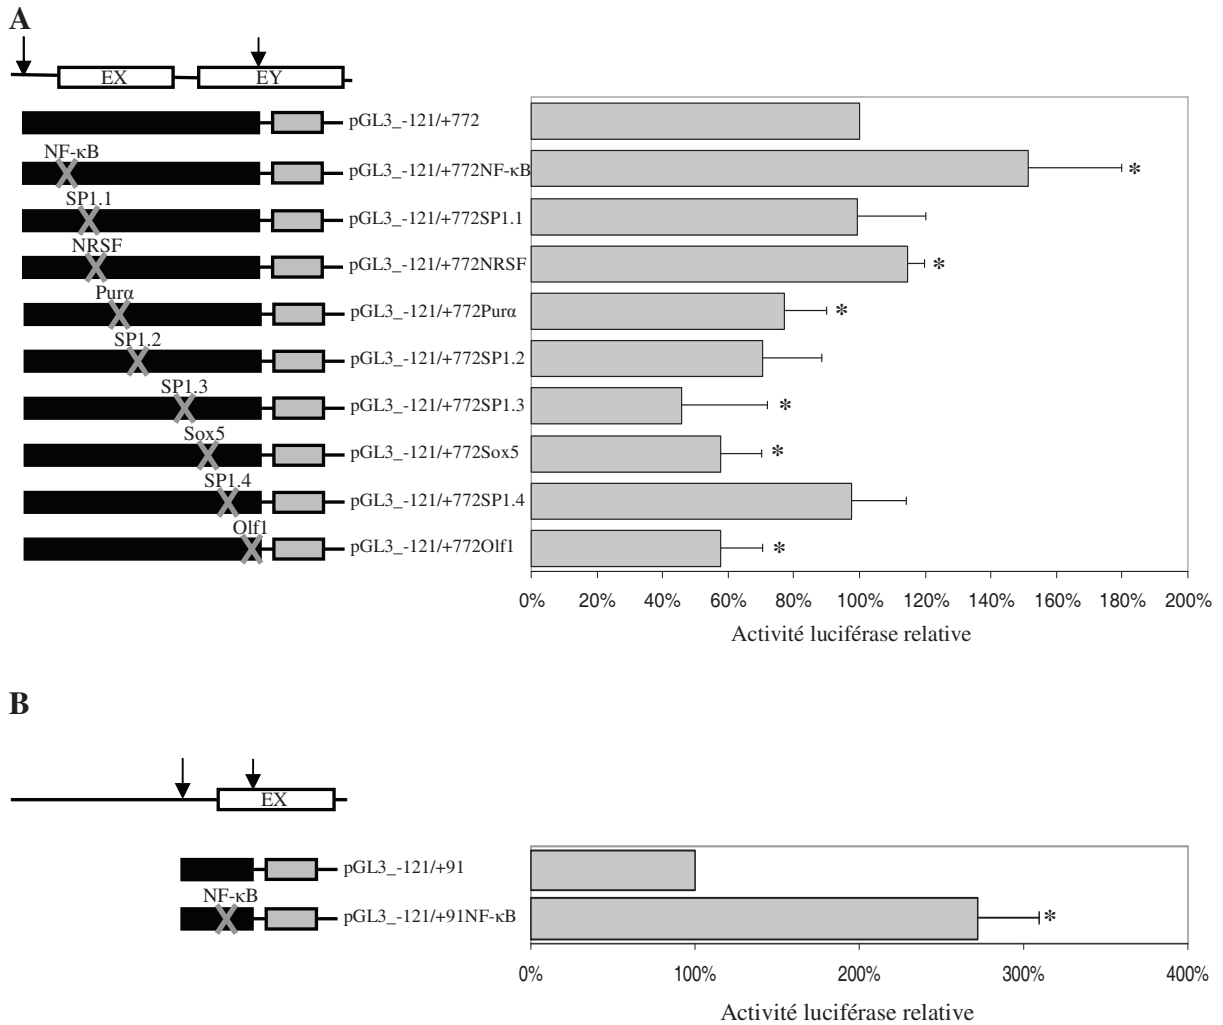 A
EX EY
pGL3_-121/+772
NF-κB
pGL3_-121/+772NF-κB *
SP1.1
pGL3_-121/+772SP1.1
NRSF
pGL3_-121/+772NRSF *
Purα
pGL3_-121/+772Purα *
SP1.2
pGL3_-121/+772SP1.2
SP1.3
pGL3_-121/+772SP1.3 *
Sox5
pGL3_-121/+772Sox5 *
SP1.4
pGL3_-121/+772SP1.4
Olf1
pGL3_-121/+772Olf1 *
0% 20% 40% 60% 80% 100% 120% 140% 160% 180% 200%
Activité luciférase relative
B
EX
pGL3_-121/+91
NF-κB
pGL3_-121/+91NF-κB *
0% 100% 200% 300% 400%
Activité luciférase relative